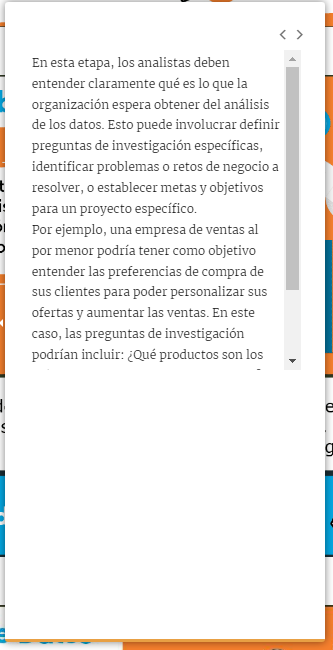 En esta etapa, los analistas deben
entender claramente qué es lo que la
organización espera obtener del análisis
de los datos. Esto puede involucrar definir
preguntas de investigación específicas,
identificar problemas o retos de negocio a
resolver, o establecer metas y objetivos
para un proyecto específico.
Por ejemplo, una empresa de ventas al
por menor podría tener como objetivo
entender las preferencias de compra de
sus clientes para poder personalizar sus
ofertas y aumentar las ventas. En este
caso, las preguntas de investigación
podrían incluir: ¿Qué productos son los